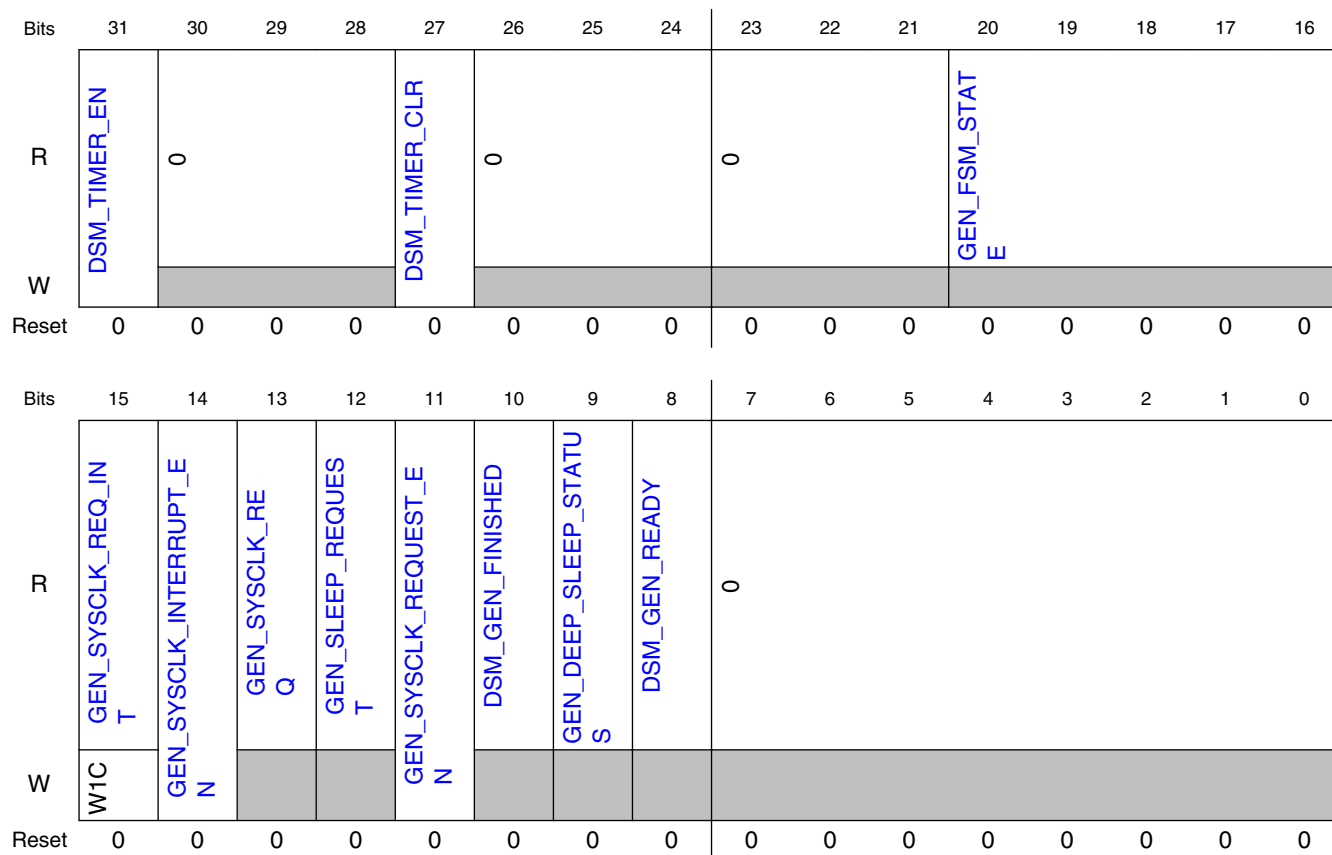 Bits 31 30 29 28 27 26 25 24 23 22 21 20 19 18 17 16
R
DSM_TIMER_EN
0
DSM_TIMER_CLR
0
0
GEN_FSM_STAT
E
W
Reset 0 0 0 0 0 0 0 0 0 0 0 0 0 0 0 0
Bits 15 14 13 12 11 10 9 8 7 6 5 4 3 2 1 0
R
GEN_SYSCLK_REQ_IN
T
GEN_SYSCLK_INTERRUPT_E
N
GEN_SYSCLK_RE
Q
GEN_SLEEP_REQUES
T
GEN_SYSCLK_REQUEST_E
N
DSM_GEN_FINISHED
GEN_DEEP_SLEEP_STATU
S
DSM_GEN_READY
0
W
W1C
Reset 0 0 0 0 0 0 0 0 0 0 0 0 0 0 0 0